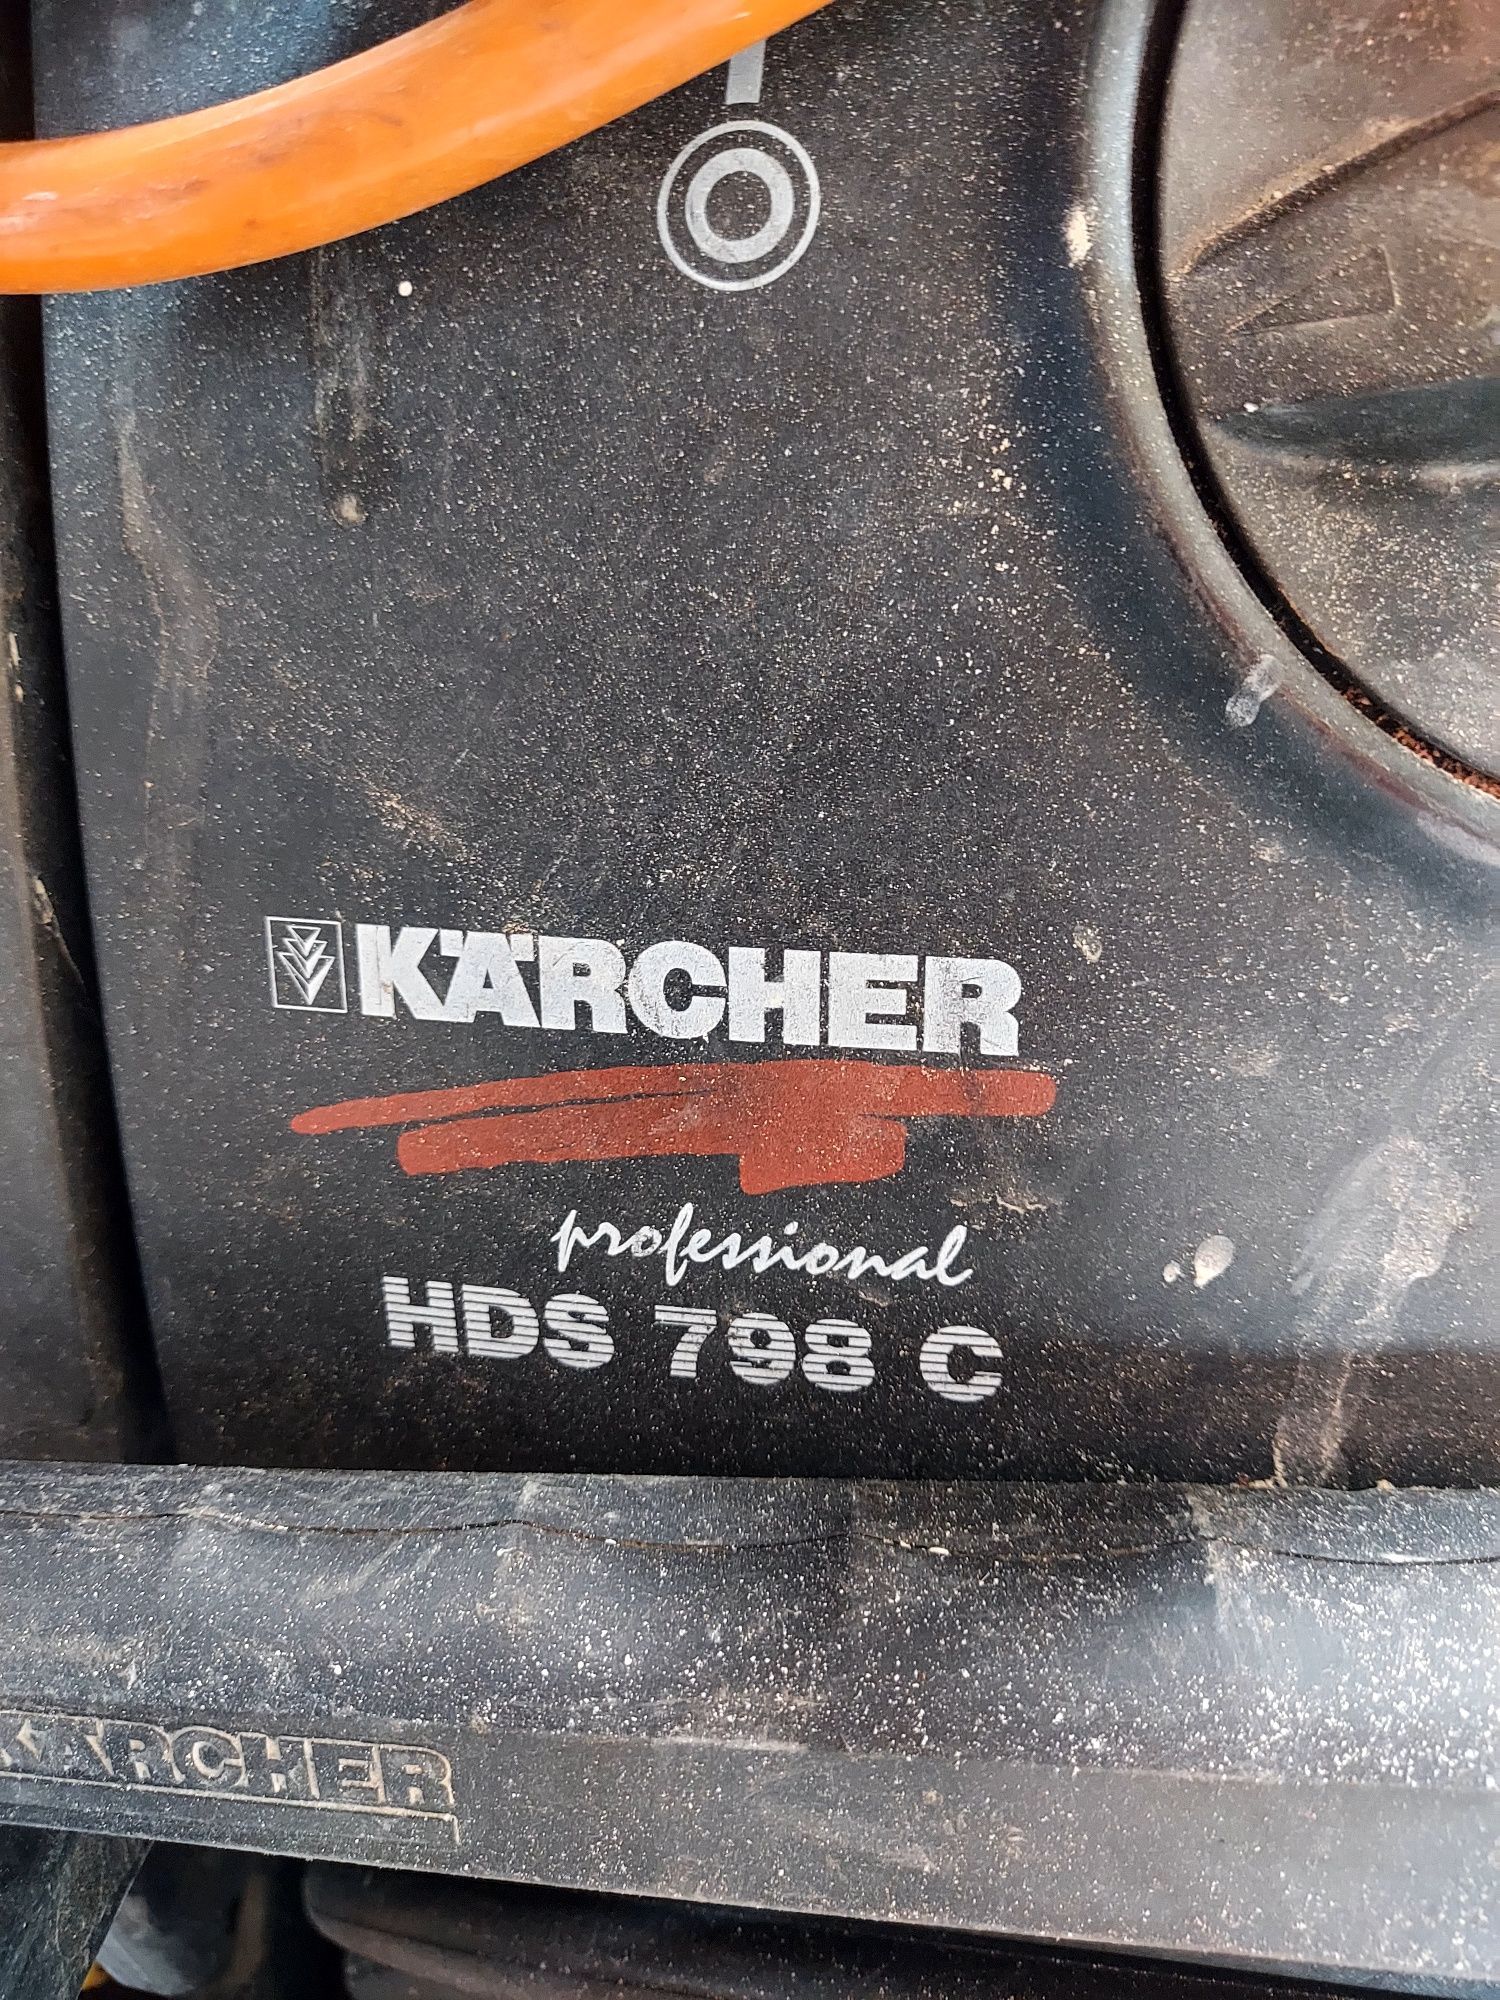 KÄRCHER
professional
HDS 798 C
KÄRCHER